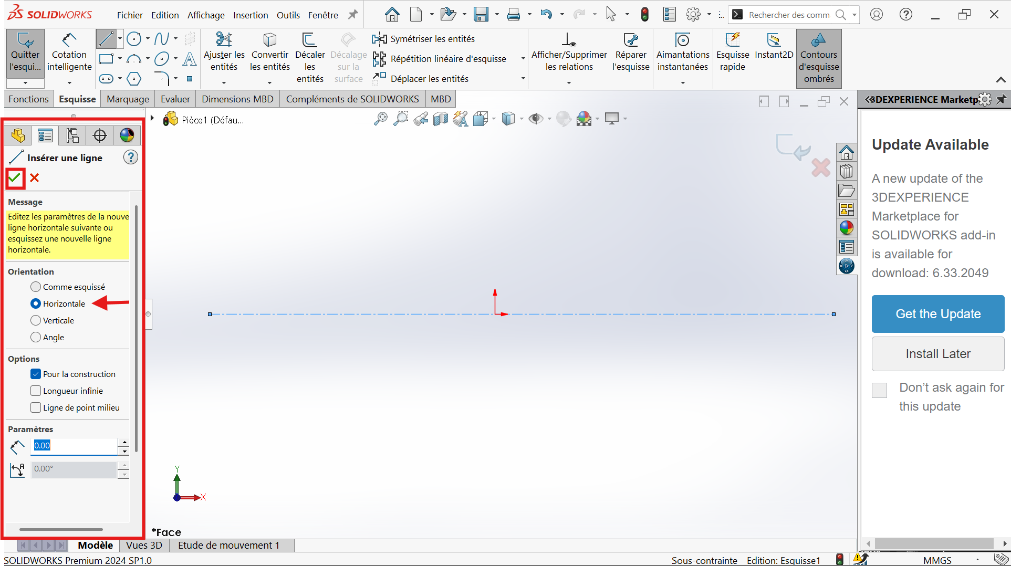 SOLIDWORKS Fichier Edition Affichage Insertion Outils Fenêtre Rechercher des comm
Quitter l'esqui...
Cotation intelligente
Ajuster les entités
Convertir les entités
Décaler les entités
Décalage sur la surface
Symétriser les entités
Répétition linéaire d'esquisse
Déplacer les entités
Afficher/Supprimer les relations
Réparer l'esquisse
Aimantations instantanées
Esquisse rapide
Instant2D
Contours d'esquisse ombrés
Fonctions Esquisse Marquage Evaluer Dimensions MBD Compléments de SOLIDWORKS MBD
Pièce1 (Défau...
Insérer une ligne
Message
Editez les paramètres de la nouve
ligne horizontale suivante ou
esquissez une nouvelle ligne
horizontale.
Orientation
Comme esquissé
Horizontale
Verticale
Angle
Options
Pour la construction
Longueur infinie
Ligne de point milieu
Paramètres
0.00
0.00°
Y
X
*Face
3DEXPERIENCE Marketp
Update Available
A new update of the
3DEXPERIENCE
Marketplace for
SOLIDWORKS add-in
is available for
download: 6.33.2049
Get the Update
Install Later
Don't ask again for
this update
Modèle Vues 3D Etude de mouvement 1
SOLIDWORKS Premium 2024 SP1.0 Sous contrainte Edition: Esquisse1 MMGS